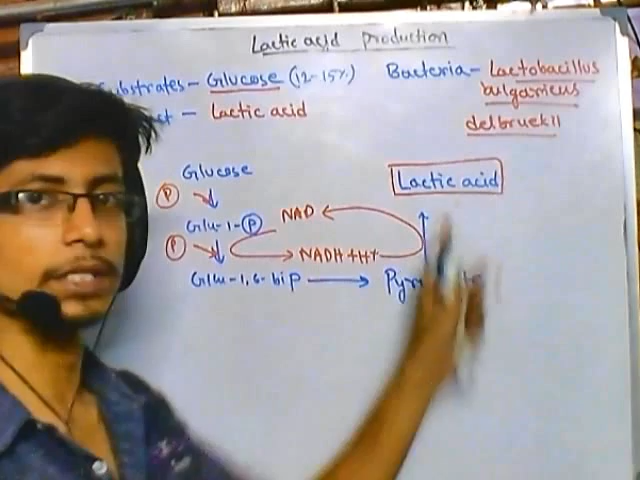 Lactic acid production
Substrates - Glucose (12-15%)
Bacteria - Lactobacillus
bulgaricus
delbruekii
- Lactic acid
Glucose
P
Glu-1-P
P
NAD
NADH + H+
Glu-1,6-bip
Lactic acid